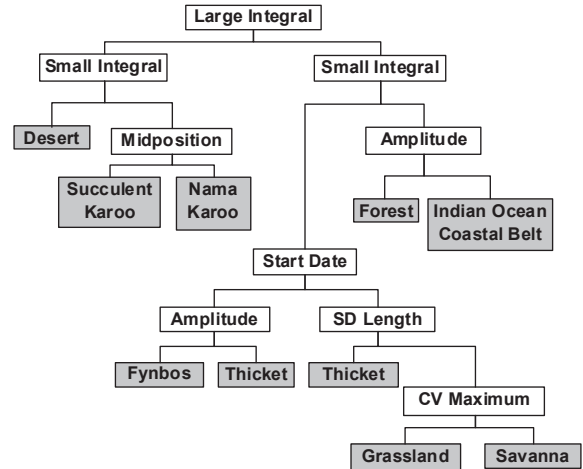 Large Integral
Small Integral
Small Integral
Desert
Midposition
Amplitude
Succulent
Karoo
Nama
Karoo
Forest
Indian Ocean
Coastal Belt
Start Date
Amplitude
SD Length
Fynbos
Thicket
Thicket
CV Maximum
Grassland
Savanna